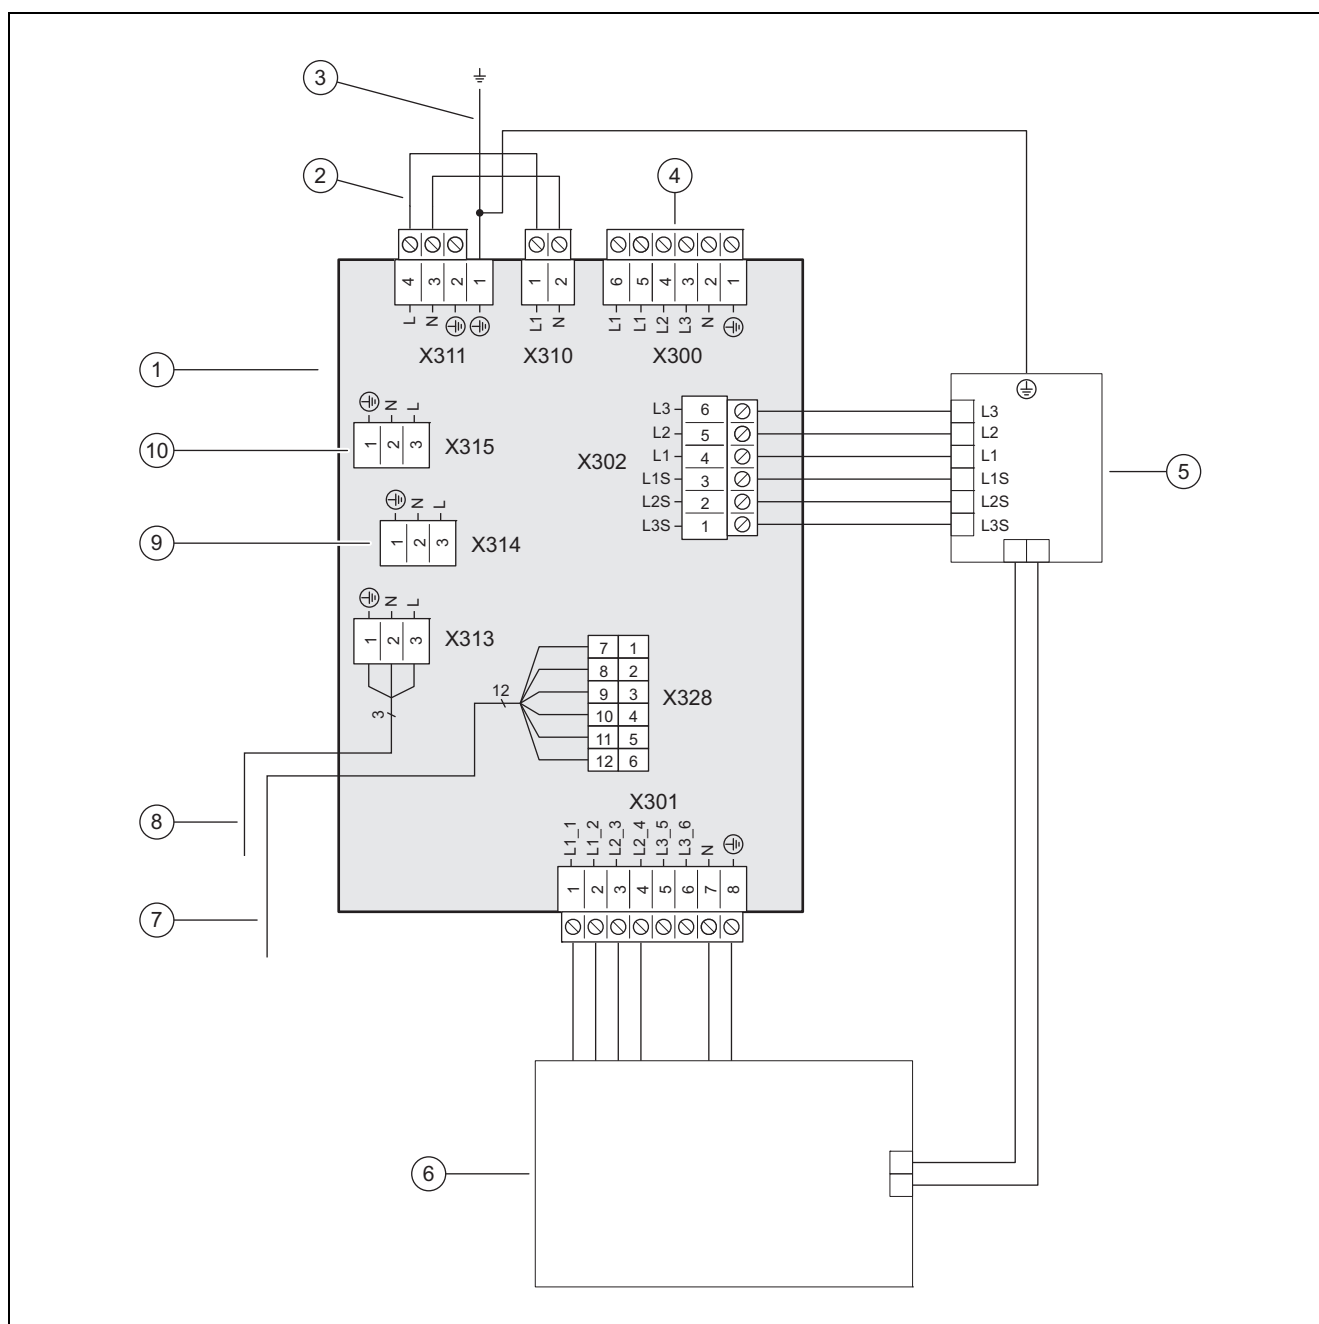 3
2
4
4 3 2 1
1 2
6 5 4 3 2 1
L N
L1 N
L1 L1 L2 L3 N
X311
X310
X300
1
N L
1 2 3
X315
10
X302
L3 6
L2 5
L1 4
L1S 3
L2S 2
L3S 1
L3
L2
L1
L1S
L2S
L3S
5
N L
1 2 3
X314
9
N L
1 2 3
X313
3
12
7 1
8 2
9 3
10 4
11 5
12 6
X328
8
7
X301
L1_1 L1_2 L2_3 L2_4 L3_5 L3_6 N
1 2 3 4 5 6 7 8
6